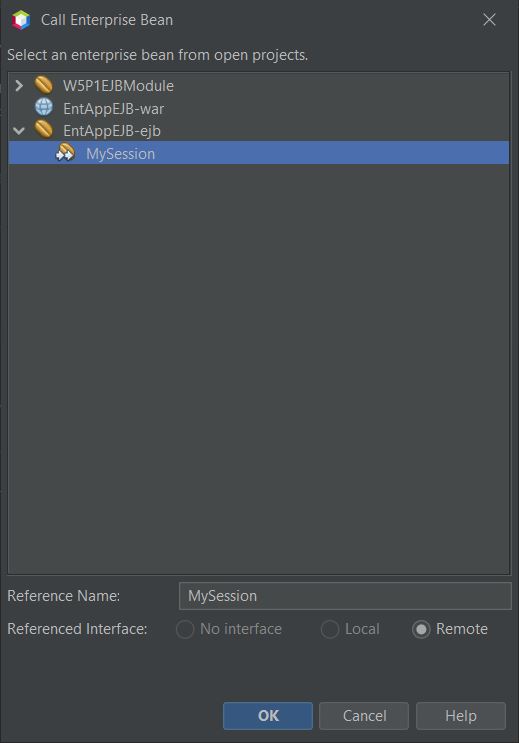 Call Enterprise Bean
Select an enterprise bean from open projects.
W5P1EJBModule
EntAppEJB-war
EntAppEJB-ejb
MySession
Reference Name: MySession
Referenced Interface: No interface Local Remote
OK Cancel Help